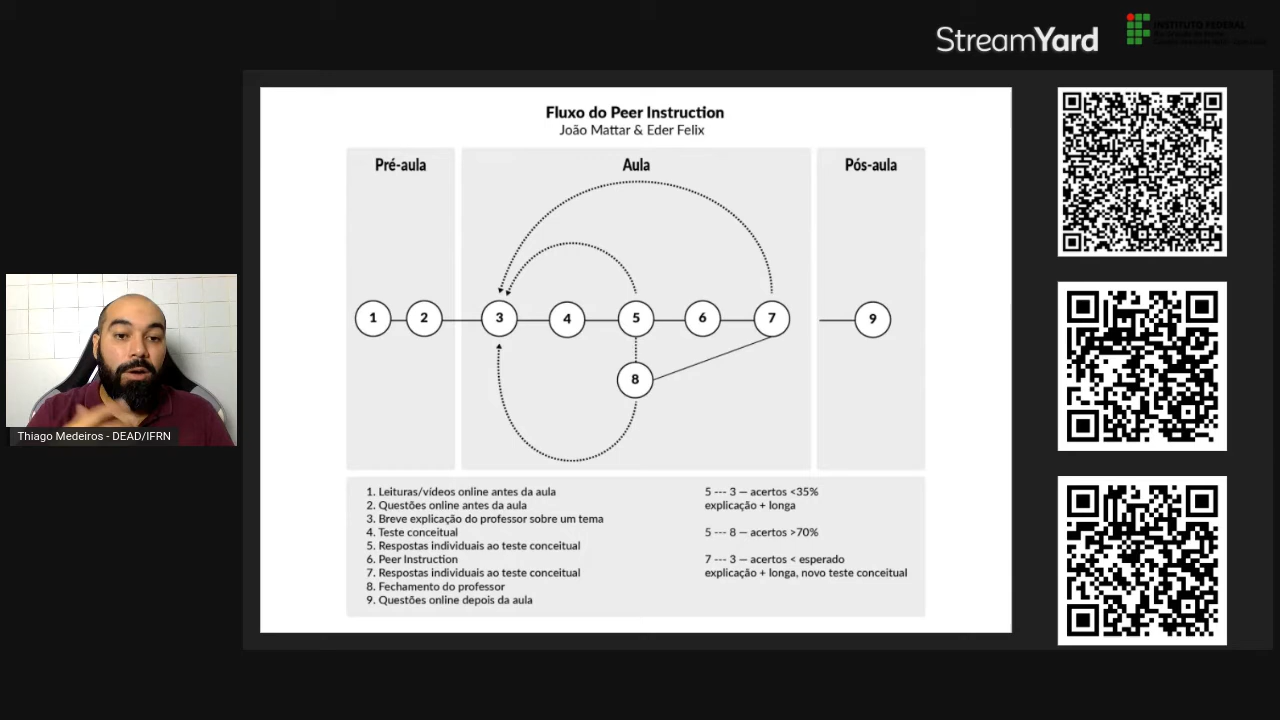 StreamYard
INSTITUTO FEDERAL
Fluxo do Peer Instruction
João Mattar & Eder Felix
Pré-aula
Aula
Pós-aula
1
2
3
4
5
6
7
9
8
1. Leituras/vídeos online antes da aula
2. Questões online antes da aula
3. Breve explicação do professor sobre um tema
4. Teste conceitual
5. Respostas individuais ao teste conceitual
6. Peer Instruction
7. Respostas individuais ao teste conceitual
8. Fechamento do professor
9. Questões online depois da aula
5 --- 3 — acertos <35%
explicação + longa
5 --- 8 — acertos >70%
7 --- 3 — acertos < esperado
explicação + longa, novo teste conceitual
Thiago Medeiros - DEAD/IFRN